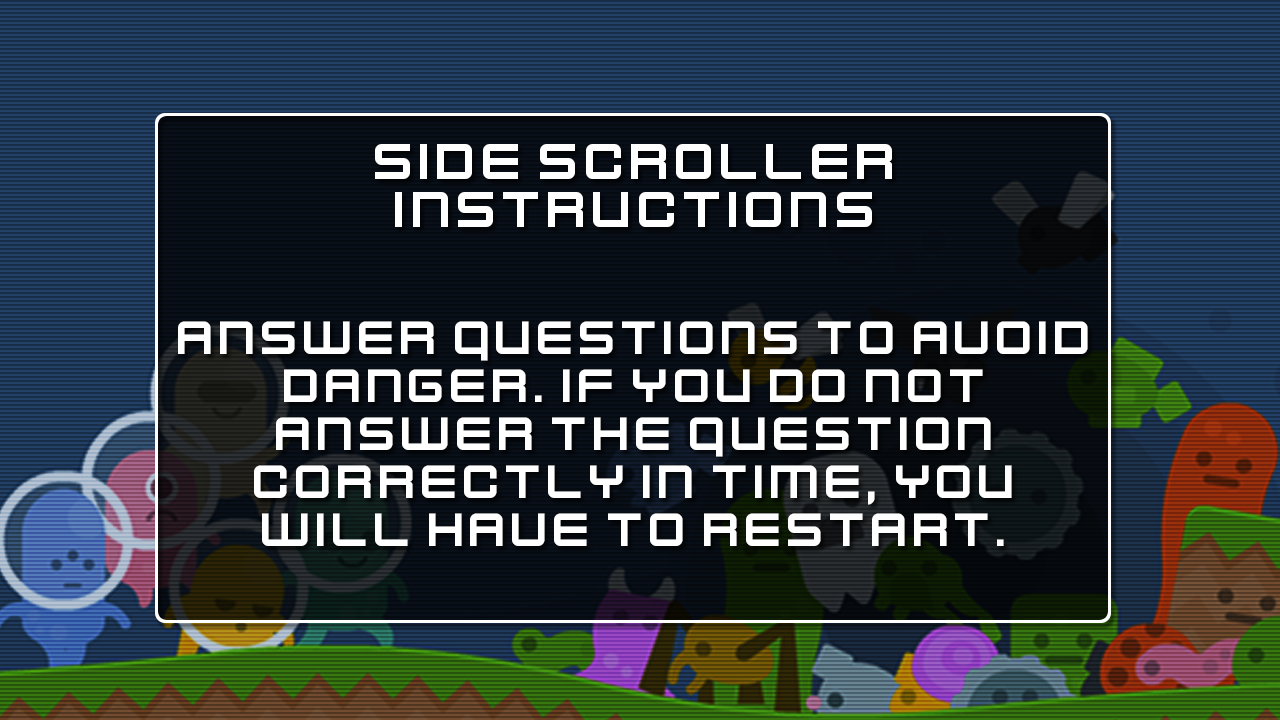 SIDE SCROLLER
INSTRUCTIONS
ANSWER QUESTIONS TO AVOID
DANGER. IF YOU DO NOT
ANSWER THE QUESTION
CORRECTLY IN TIME, YOU
WILL HAVE TO RESTART.